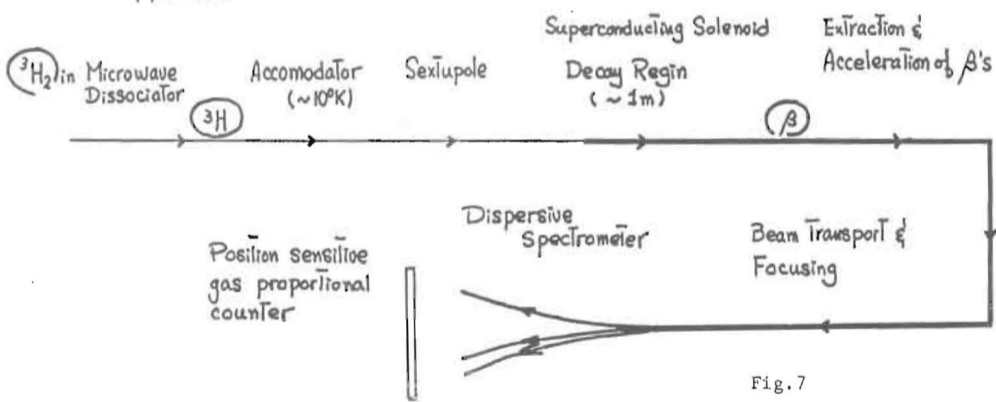 Superconducting Solenoid
Extraction &
(³H₂) in Microwave
Dissociator
Accomodator
(~10°K)
Sextupole
Decay Regin
(~1m)
Acceleration of β's
³H
β
Position sensitive
gas proportional
counter
Dispersive
Spectrometer
Beam Transport &
Focusing
Fig.7